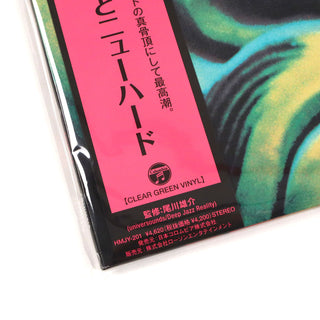 ドの真骨頂にして最高潮。
とニューハード
[CLEAR GREEN VINYL]
監修:尾川雄介
(universounds/Deep Jazz Reality)
HMJY-201 ¥4,620(税抜価格 ¥4,200)STEREO
発売元:日本コロムビア株式会社
販売元:株式会社ローソンエンタテインメント